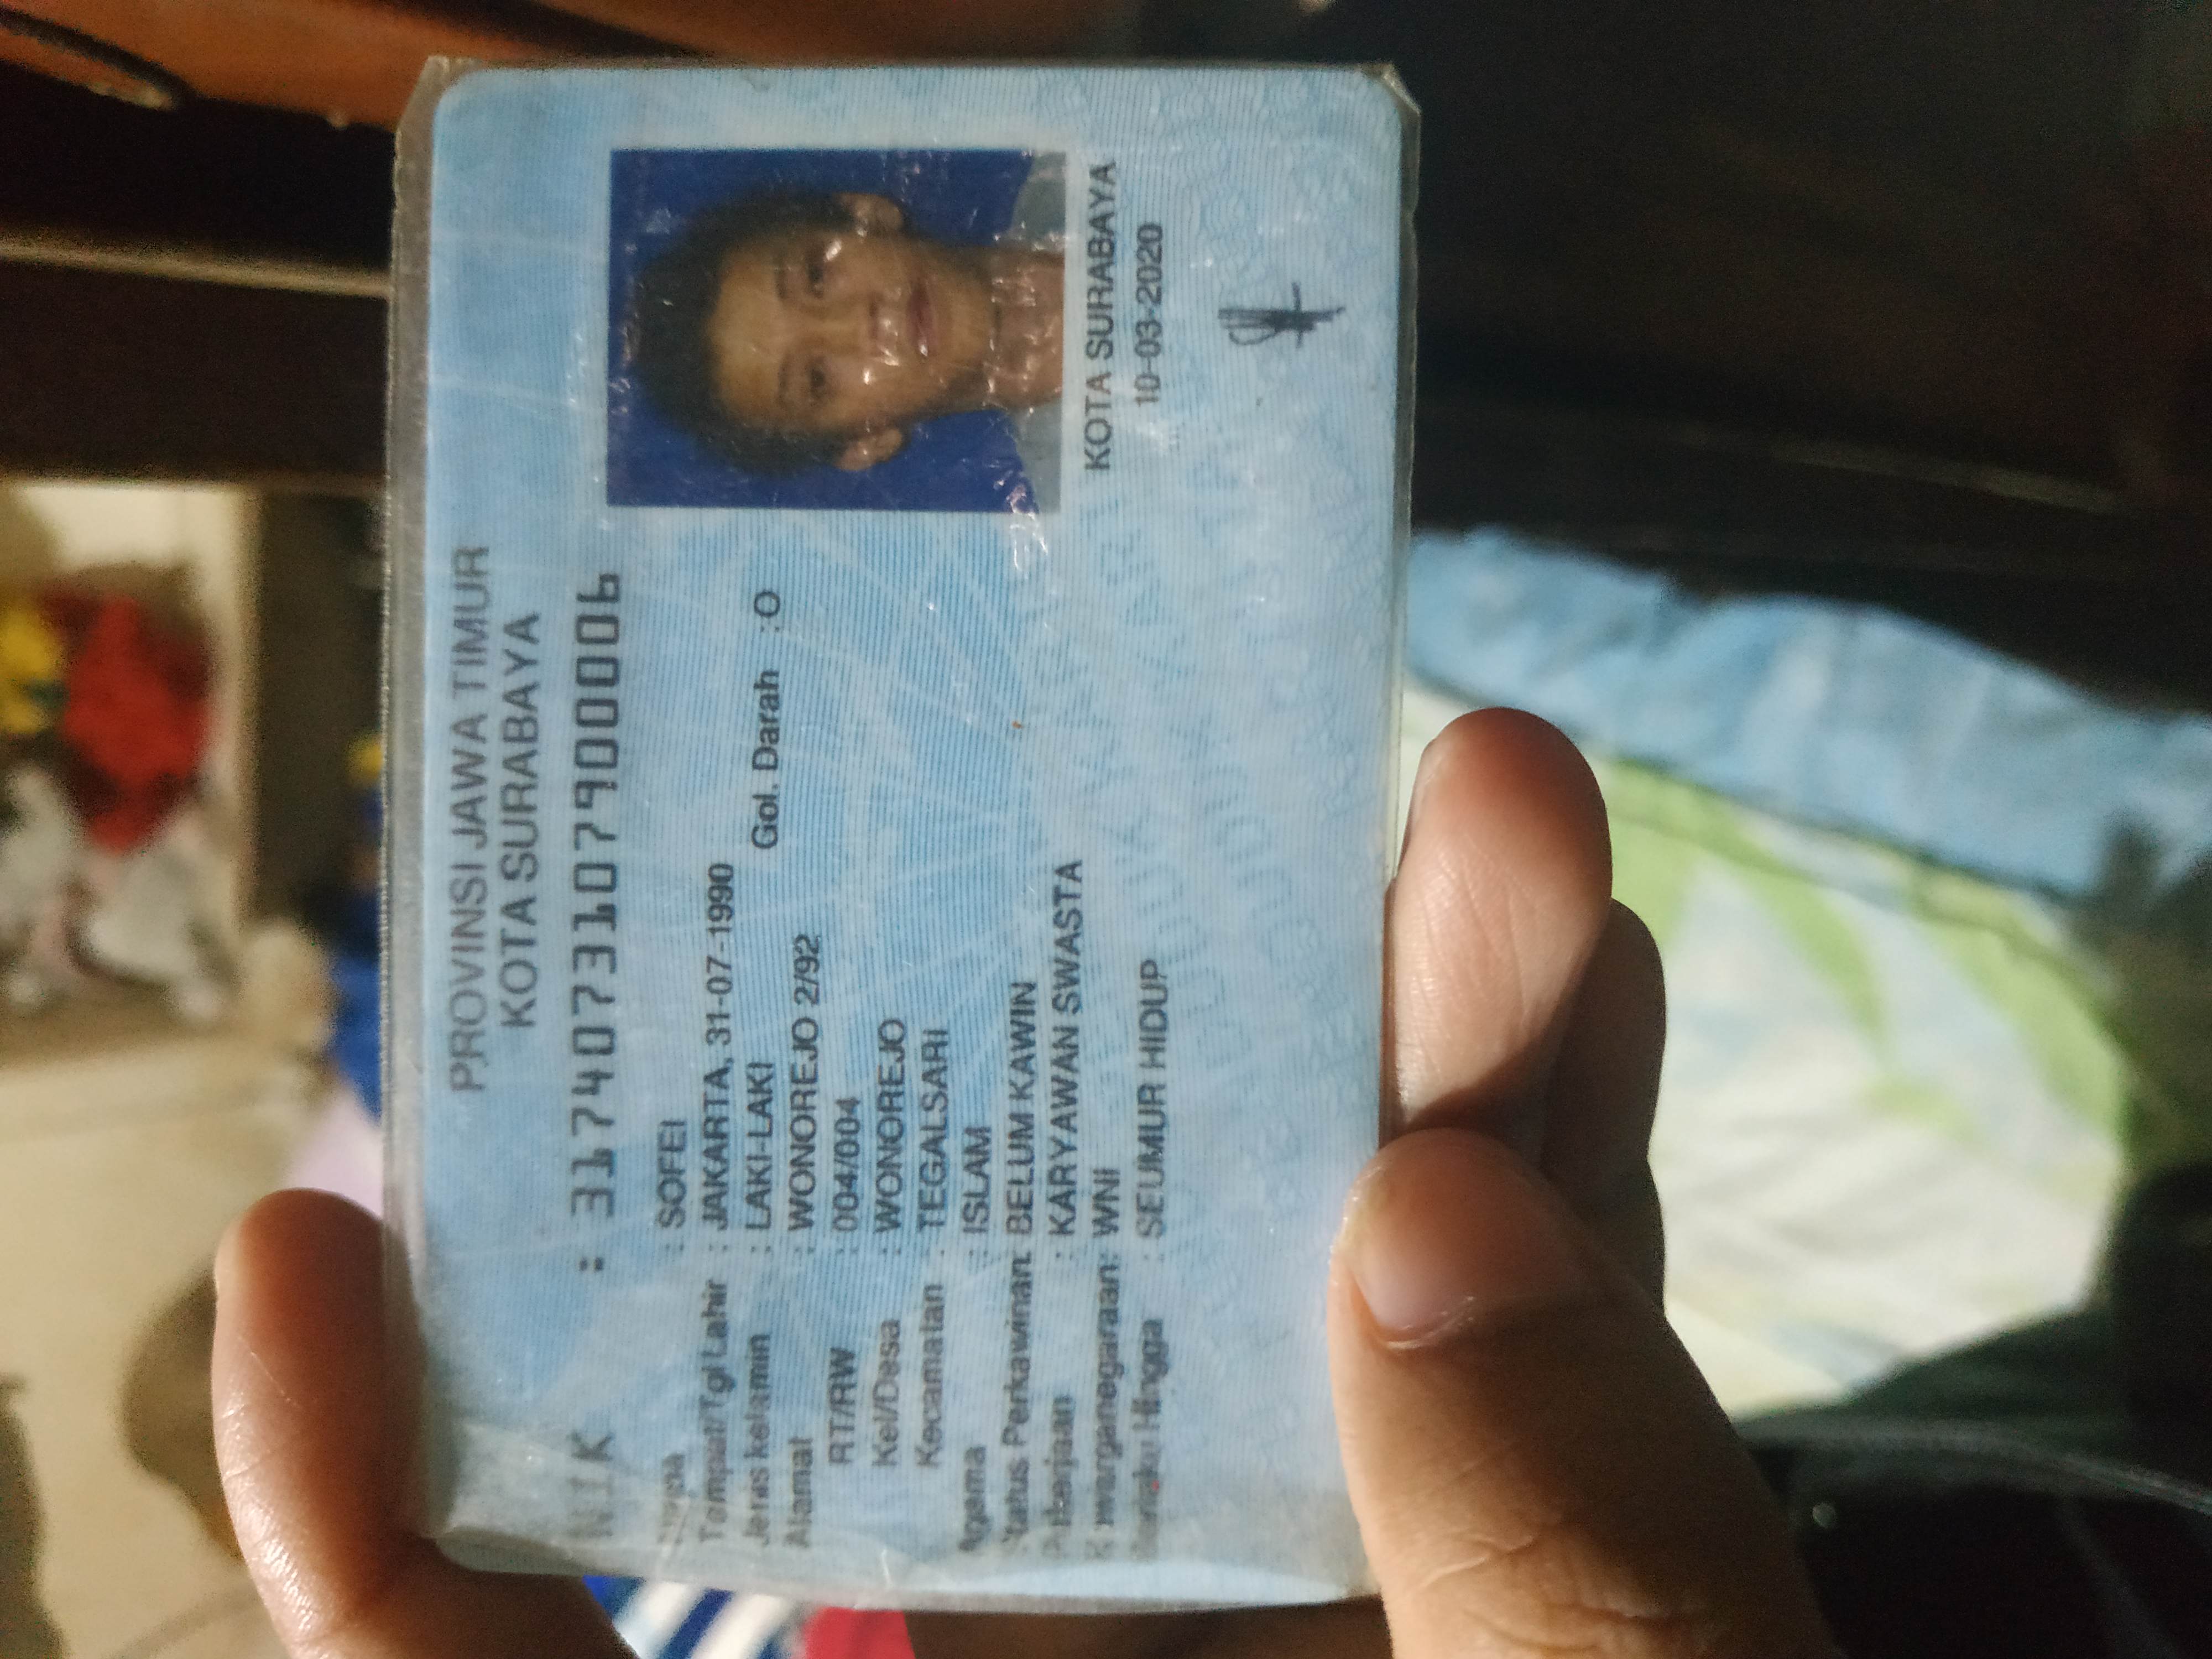 PROVINSI JAWA TIMUR
KOTA SURABAYA
NIK : 3174073107900006
Nama : SOFEI
Tempat/Tgl Lahir : JAKARTA, 31-07-1990
Jenis kelamin : LAKI-LAKI Gol. Darah : O
Alamat : WONOREJO 2/92
RT/RW : 004/004
Kel/Desa : WONOREJO
Kecamatan : TEGALSARI
Agama : ISLAM
Status Perkawinan: BELUM KAWIN
Pekerjaan : KARYAWAN SWASTA
Kewarganegaraan: WNI
Berlaku Hingga : SEUMUR HIDUP
KOTA SURABAYA
10-03-2020